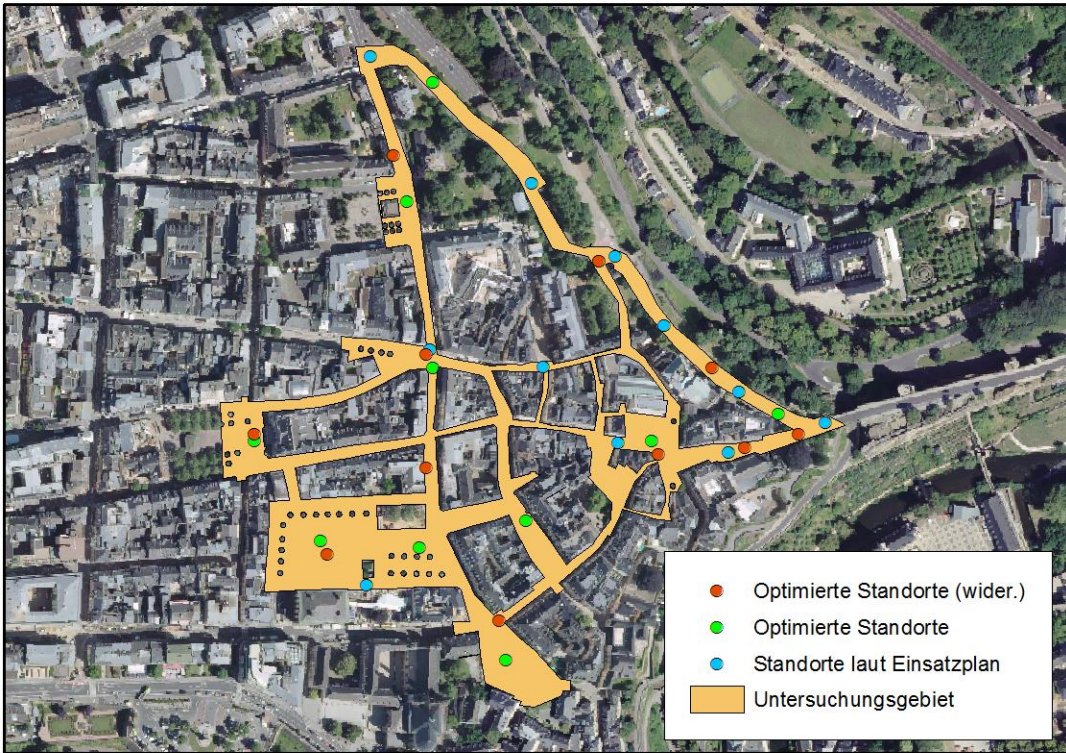 Optimierte Standorte (wider.)
Optimierte Standorte
Standorte laut Einsatzplan
Untersuchungsgebiet